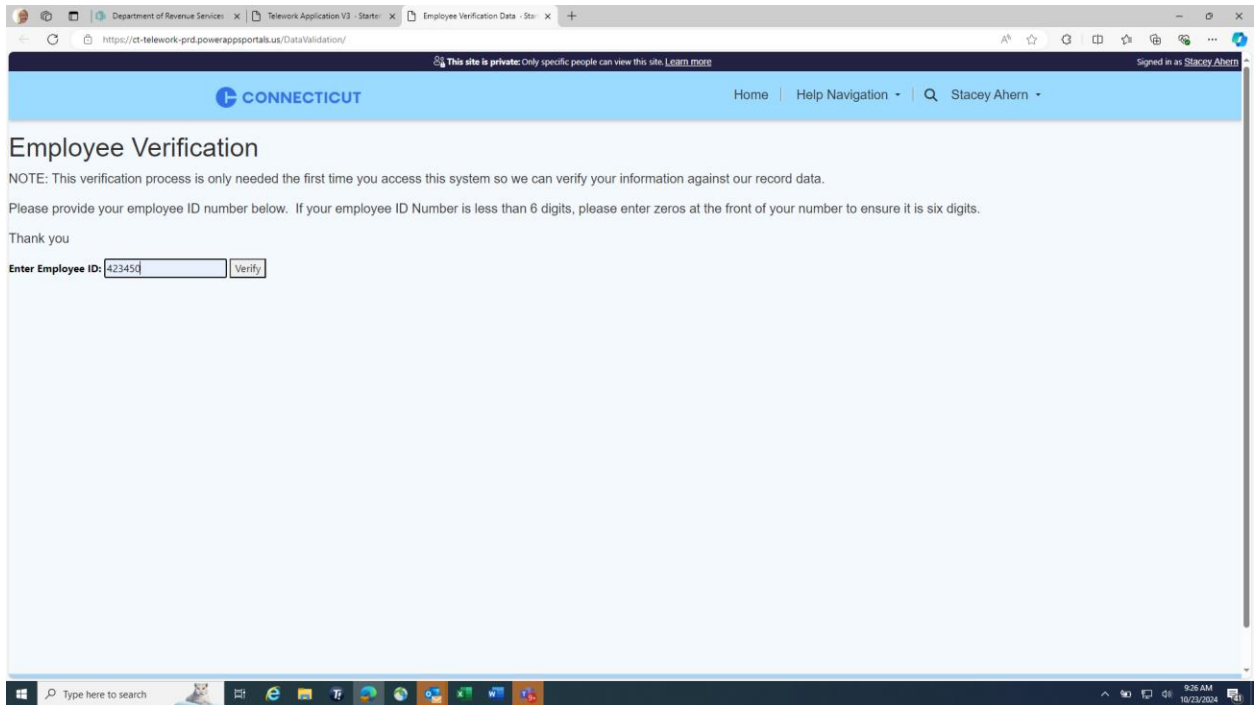 Department of Revenue Services
Telework Application V3 - Starter
Employee Verification Data - Star
https://ct-telework-prd.powerappsportals.us/DataValidation/
This site is private: Only specific people can view this site. Learn more
Signed in as Stacey Ahern
CONNECTICUT
Home
Help Navigation
Stacey Ahern
Employee Verification
NOTE: This verification process is only needed the first time you access this system so we can verify your information against our record data.
Please provide your employee ID number below. If your employee ID Number is less than 6 digits, please enter zeros at the front of your number to ensure it is six digits.
Thank you
Enter Employee ID: 423450 Verify
Type here to search
9:26 AM
10/23/2024